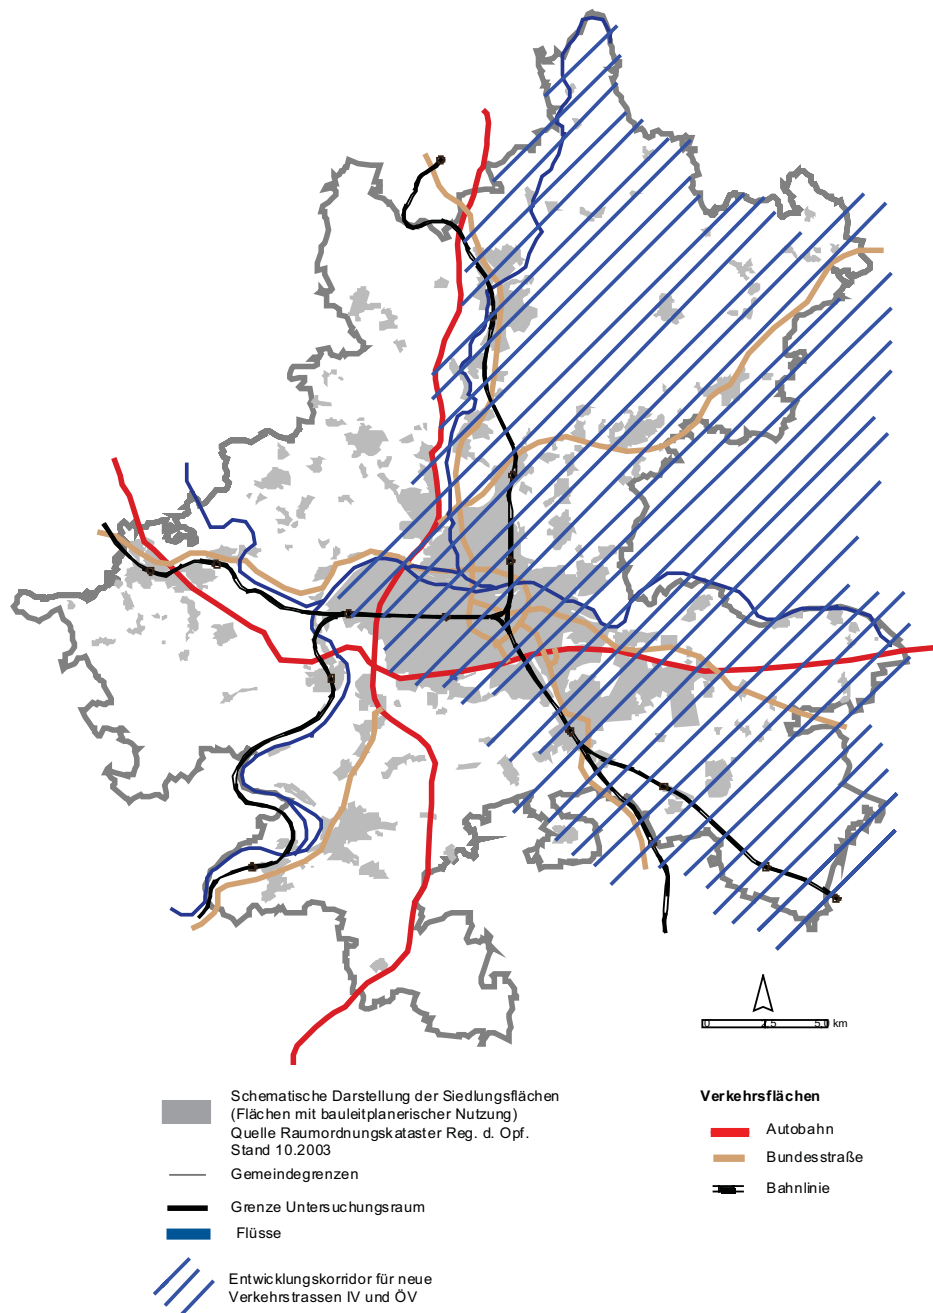 0 2.5 5.0 km
Schematische Darstellung der Siedlungsflächen
(Flächen mit bauleitplanerischer Nutzung)
Quelle Raumordnungskataster Reg. d. Opf.
Stand 10.2003
Gemeindegrenzen
Grenze Untersuchungsraum
Flüsse
Entwicklungskorridor für neue
Verkehrstrassen IV und ÖV
Verkehrsflächen
Autobahn
Bundesstraße
Bahnlinie